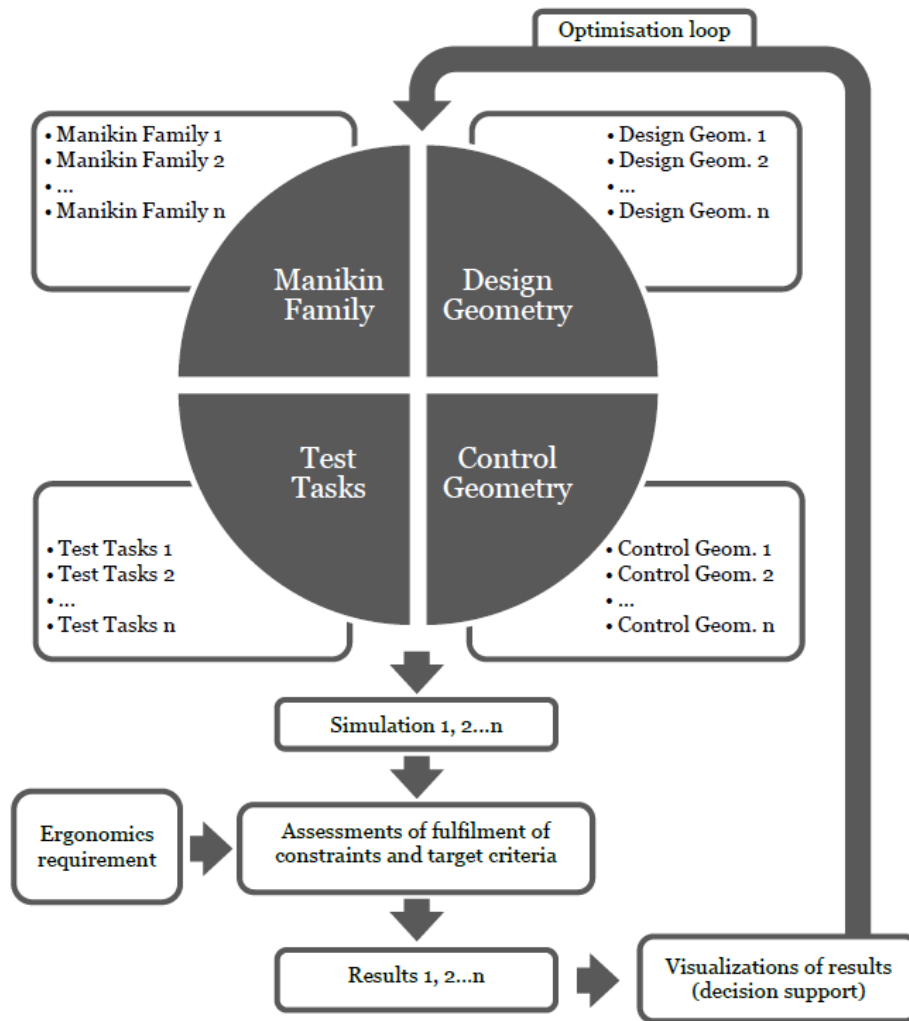 Optimisation loop
• Manikin Family 1
• Manikin Family 2
• ...
• Manikin Family n
• Design Geom. 1
• Design Geom. 2
• ...
• Design Geom. n
Manikin
Family
Design
Geometry
Test
Tasks
Control
Geometry
• Test Tasks 1
• Test Tasks 2
• ...
• Test Tasks n
• Control Geom. 1
• Control Geom. 2
• ...
• Control Geom. n
Simulation 1, 2...n
Ergonomics
requirement
Assessments of fulfilment of
constraints and target criteria
Results 1, 2...n
Visualizations of results
(decision support)